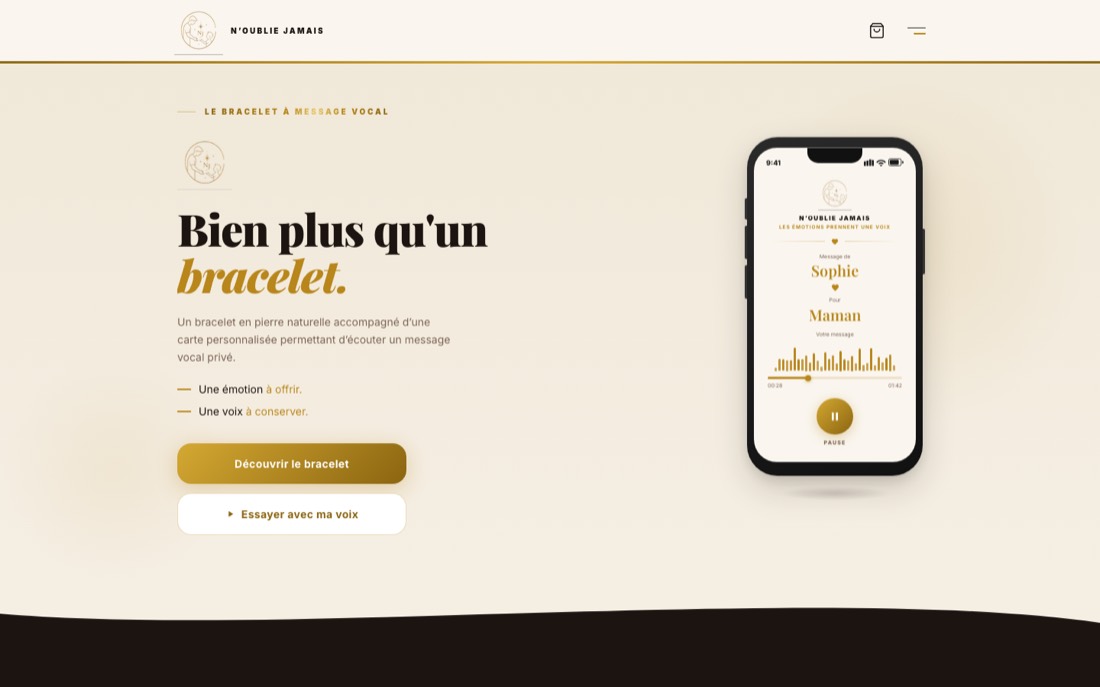 N'OUBLIE JAMAIS
LE BRACELET À MESSAGE VOCAL
Bien plus qu'un
bracelet.
Un bracelet en pierre naturelle accompagné d'une
carte personnalisée permettant d'écouter un message
vocal privé.
Une émotion à offrir.
Une voix à conserver.
Découvrir le bracelet
Essayer avec ma voix
9:41
N'OUBLIE JAMAIS
LES ÉMOTIONS PRENNENT UNE VOIX
Message de
Sophie
Pour
Maman
Votre message
00:28 01:42
PAUSE